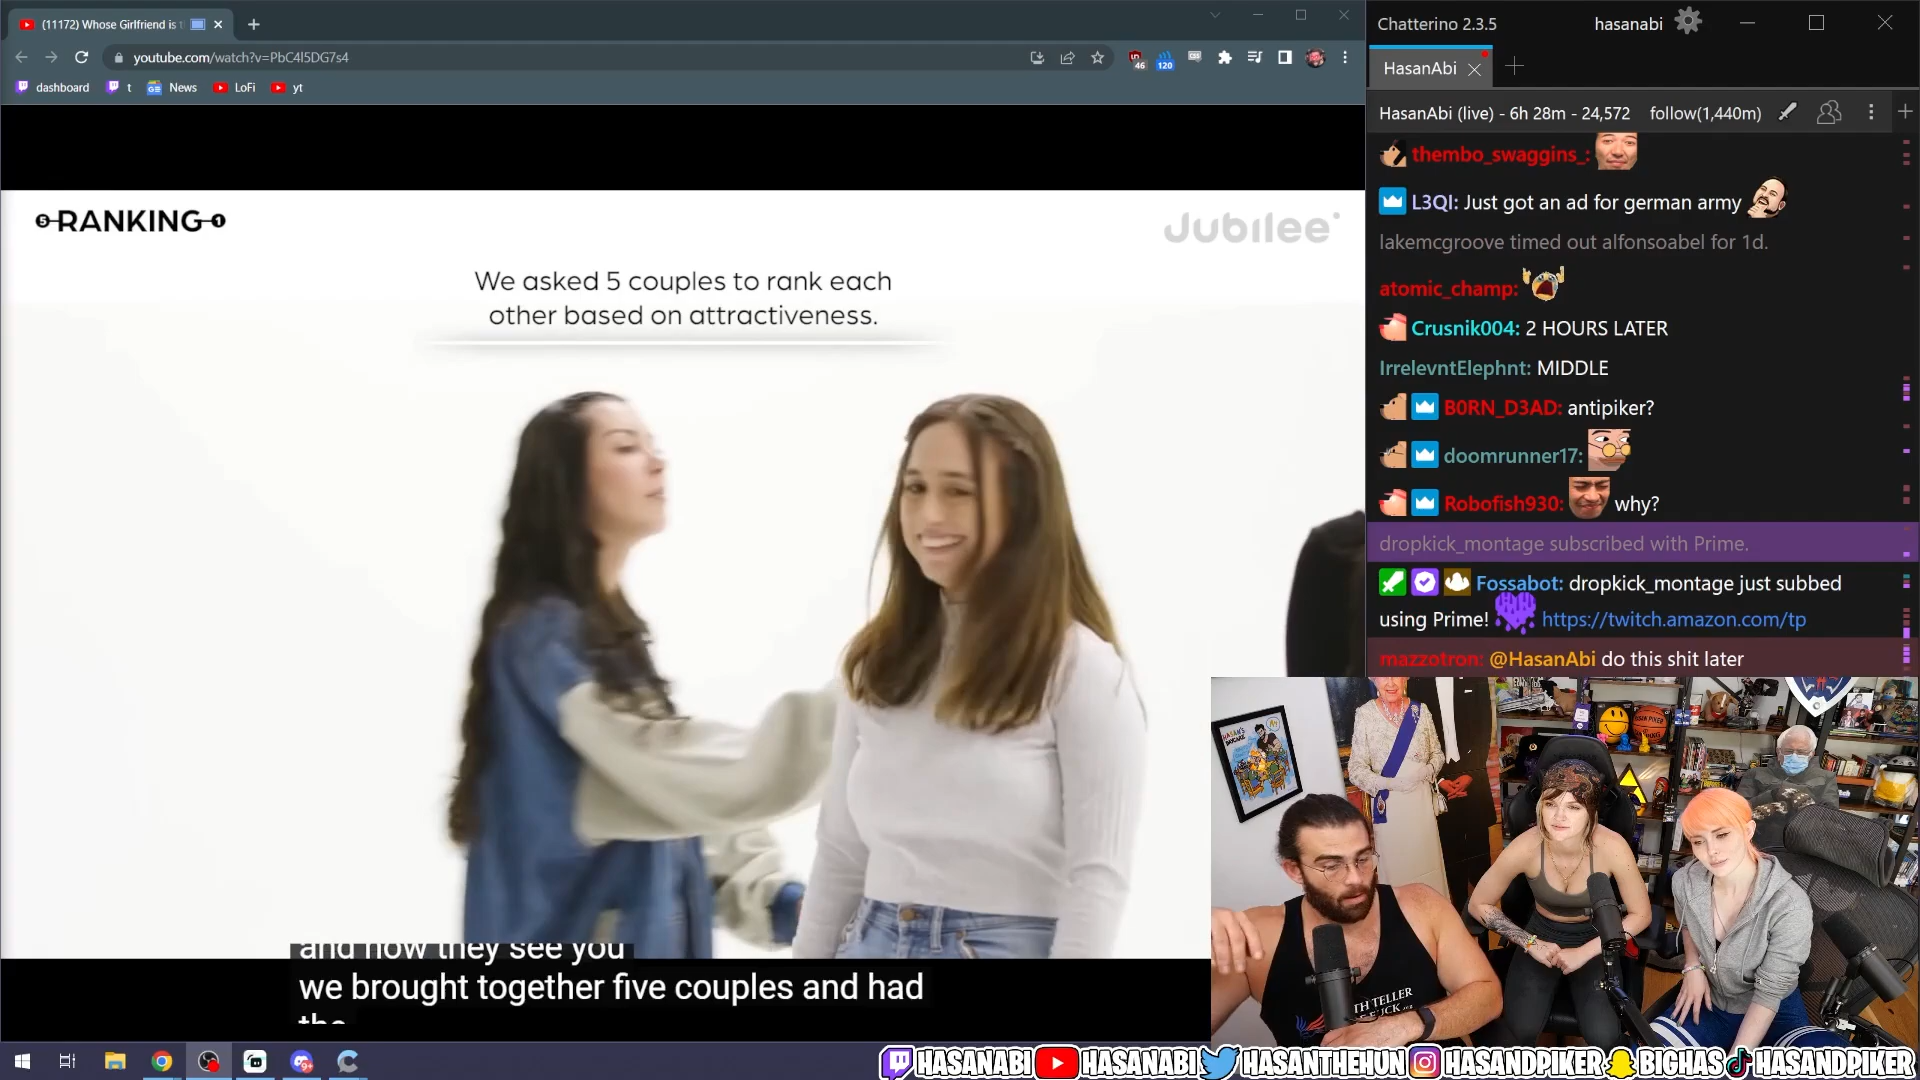 (11172) Whose Girlfriend is
youtube.com/watch?v=PbC4l5DG7s4
46
120
dashboard
t
News
LoFi
yt
5 RANKING 1
Jubilee
We asked 5 couples to rank each
other based on attractiveness.
and how they see you
we brought together five couples and had
the
Chatterino 2.3.5
hasanabi
HasanAbi
HasanAbi (live) - 6h 28m - 24,572
follow(1,440m)
thembo_swaggins_:
L3QI: Just got an ad for german army
lakemcgroove timed out alfonsoabel for 1d.
atomic_champ:
Crusnik004: 2 HOURS LATER
IrrelevntElephnt: MIDDLE
B0RN_D3AD: antipiker?
doomrunner17:
Robofish930: why?
dropkick_montage subscribed with Prime.
Fossabot: dropkick_montage just subbed
using Prime! https://twitch.amazon.com/tp
mazzotron: @HasanAbi do this shit later
HASANABI
HASANABI
HASANTHEHUN
HASANDPIKER
BIGHAS
HASANDPIKER